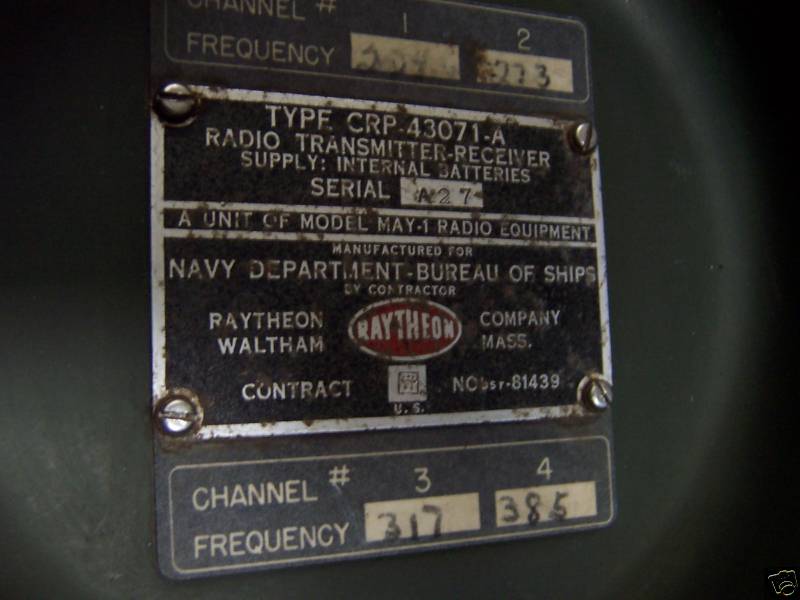 CHANNEL # 1 2
FREQUENCY 273
TYPE CRP-43071-A
RADIO TRANSMITTER-RECEIVER
SUPPLY: INTERNAL BATTERIES
SERIAL A27
A UNIT OF MODEL MAY-1 RADIO EQUIPMENT
MANUFACTURED FOR
NAVY DEPARTMENT-BUREAU OF SHIPS
BY CONTRACTOR
RAYTHEON RAYTHEON COMPANY
WALTHAM MASS.
CONTRACT NObsr-81439
U. S.
CHANNEL # 3 4
FREQUENCY 317 385